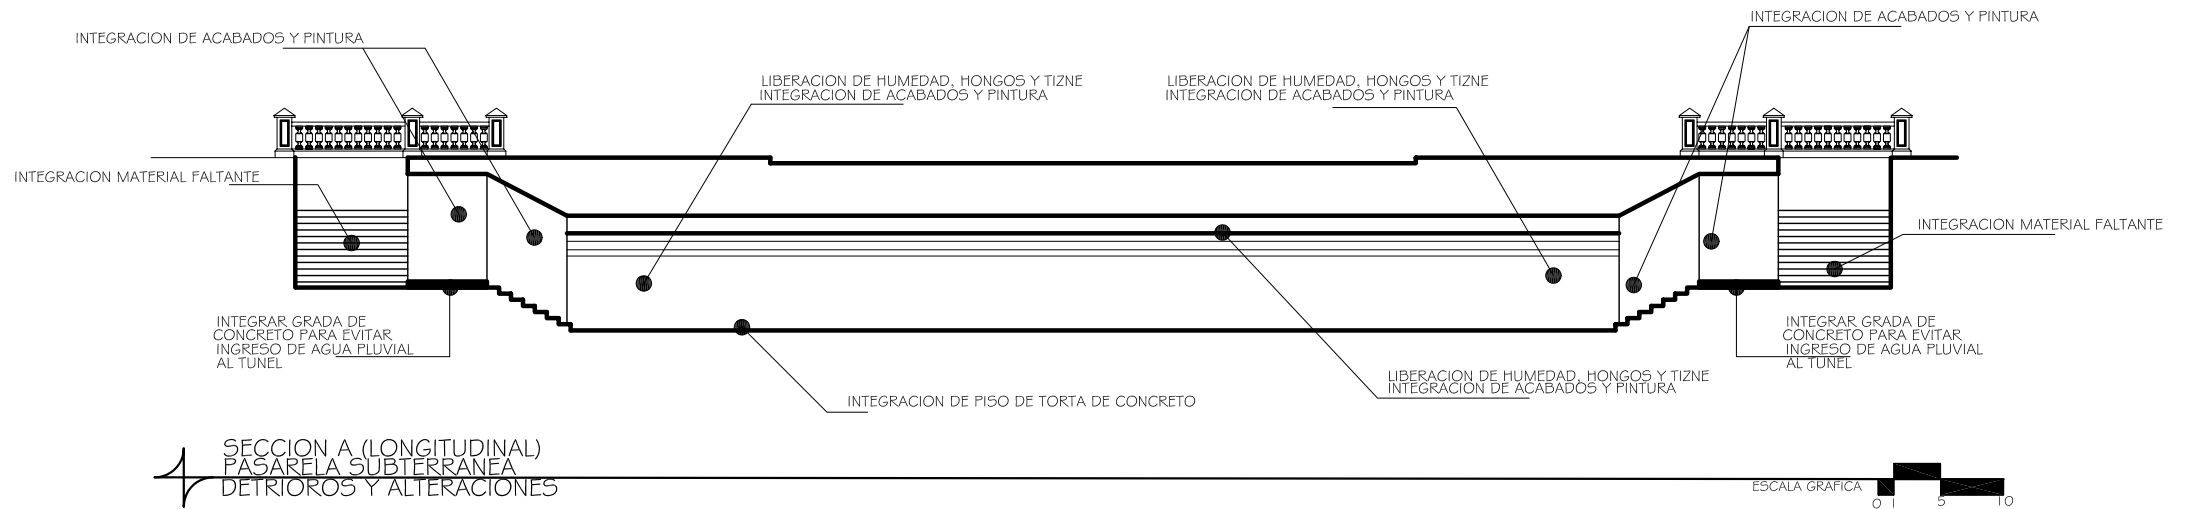 INTEGRACION DE ACABADOS Y PINTURA
INTEGRACION DE ACABADOS Y PINTURA
LIBERACION DE HUMEDAD, HONGOS Y TIZNE
INTEGRACION DE ACABADOS Y PINTURA
LIBERACION DE HUMEDAD, HONGOS Y TIZNE
INTEGRACION DE ACABADOS Y PINTURA
INTEGRACION MATERIAL FALTANTE
INTEGRACION MATERIAL FALTANTE
INTEGRAR GRADA DE
CONCRETO PARA EVITAR
INGRESO DE AGUA PLUVIAL
AL TUNEL
INTEGRAR GRADA DE
CONCRETO PARA EVITAR
INGRESO DE AGUA PLUVIAL
AL TUNEL
LIBERACION DE HUMEDAD, HONGOS Y TIZNE
INTEGRACION DE ACABADOS Y PINTURA
INTEGRACION DE PISO DE TORTA DE CONCRETO
SECCION A (LONGITUDINAL)
PASARELA SUBTERRANEA
DETRIOROS Y ALTERACIONES
ESCALA GRAFICA
0 1 5 10